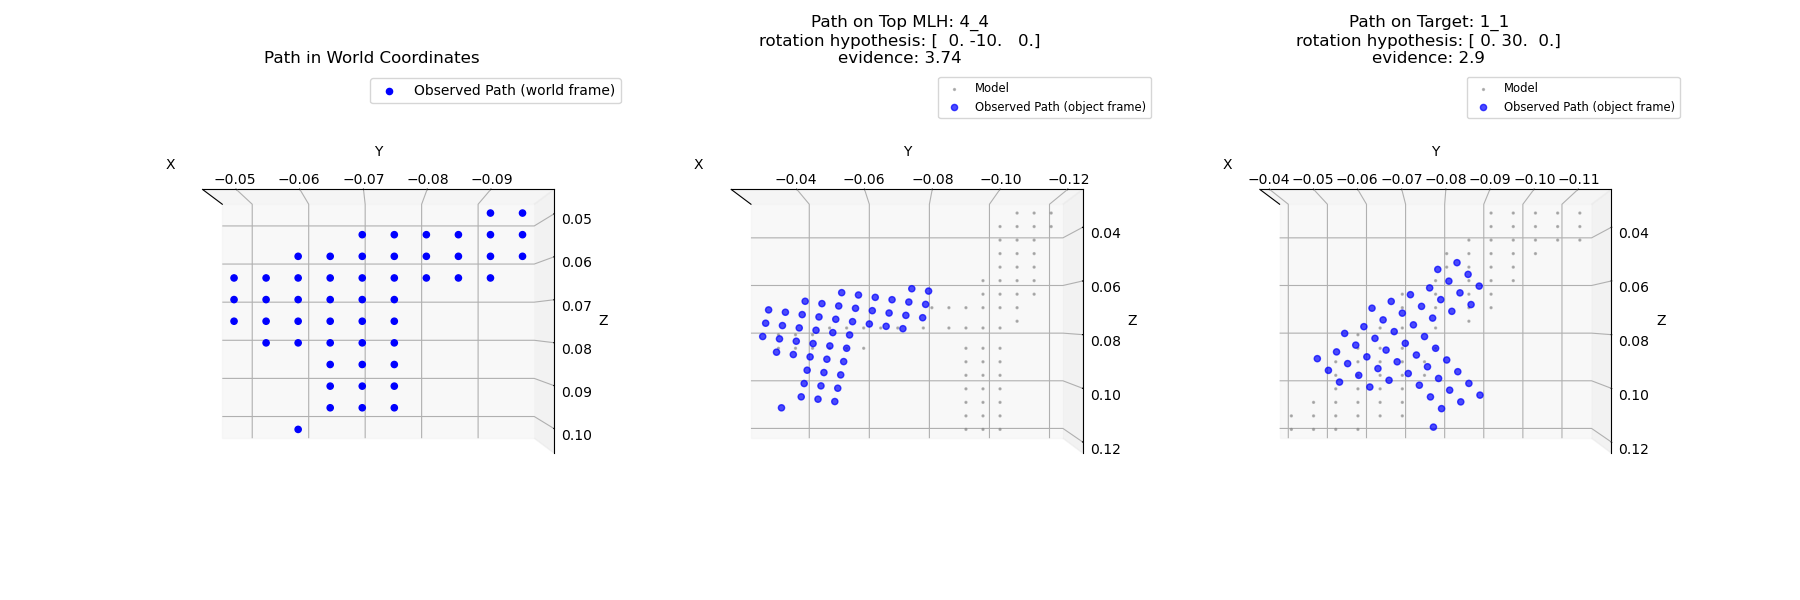 Path in World Coordinates
Observed Path (world frame)
X
Y
−0.05 −0.06 −0.07 −0.08 −0.09
0.05
0.06
0.07
Z
0.08
0.09
0.10
Path on Top MLH: 4_4
rotation hypothesis: [  0. -10.   0.]
evidence: 3.74
Model
Observed Path (object frame)
X
Y
−0.04 −0.06 −0.08 −0.10 −0.12
0.04
0.06
Z
0.08
0.10
0.12
Path on Target: 1_1
rotation hypothesis: [ 0. 30.  0.]
evidence: 2.9
Model
Observed Path (object frame)
X
Y
−0.04 −0.05 −0.06 −0.07 −0.08 −0.09 −0.10 −0.11
0.04
0.06
Z
0.08
0.10
0.12